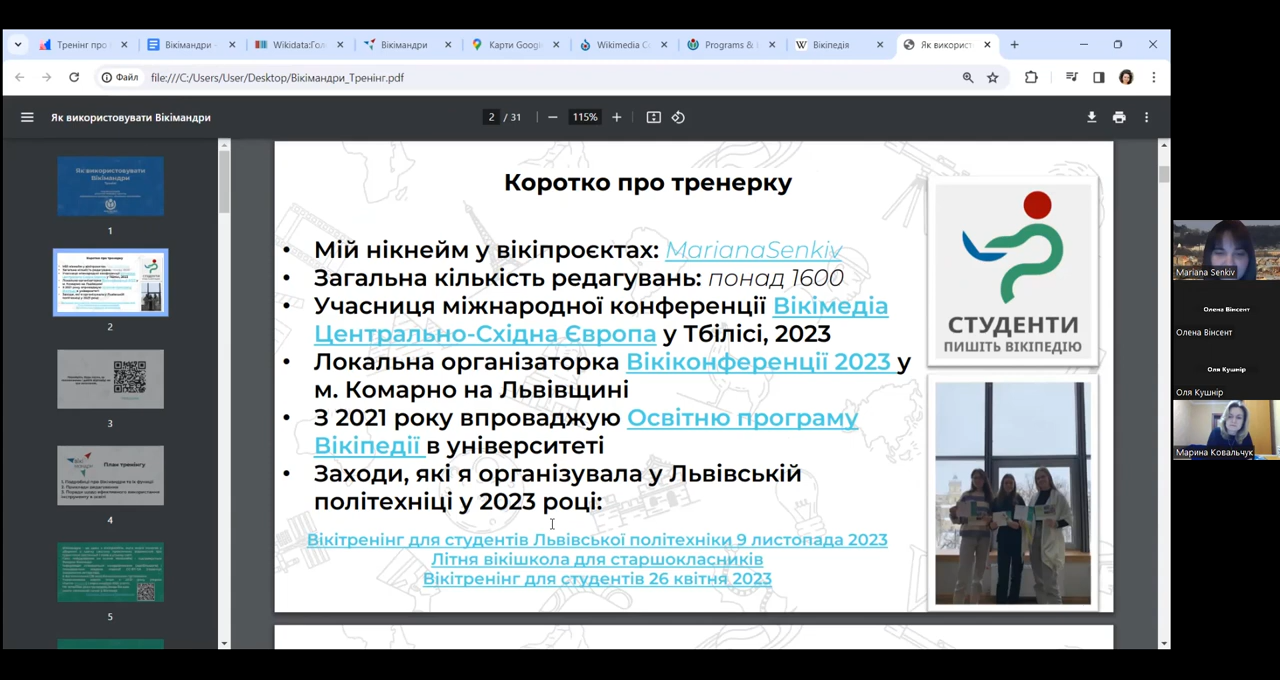 Тренінг про
Вікімандри
Wikidata:Гол
Вікімандри
Карти Googl
Wikimedia C
Programs &
Вікіпедія
Як використ
Файл
file:///C:/Users/User/Desktop/Вікімандри_Тренінг.pdf
Як використовувати Вікімандри
2 / 31
115%
Як використовувати
Вікімандри
1
2
3
План тренінгу
4
5
Коротко про тренерку
• Мій нікнейм у вікіпроєктах: MarianaSenkiv
• Загальна кількість редагувань: понад 1600
• Учасниця міжнародної конференції Вікімедіа
Центрально-Східна Європа у Тбілісі, 2023
• Локальна організаторка Вікіконференції 2023 у
м. Комарно на Львівщині
• З 2021 року впроваджую Освітню програму
Вікіпедії в університеті
• Заходи, які я організувала у Львівській
політехніці у 2023 році:
Вікітренінг для студентів Львівської політехніки 9 листопада 2023
Літня вікішкола для старшокласників
Вікітренінг для студентів 26 квітня 2023
СТУДЕНТИ
ПИШІТЬ ВІКІПЕДІЮ
Mariana Senkiv
Олена Вінсент
Олена Вінсент
Оля Кушнір
Оля Кушнір
Марина Ковальчук